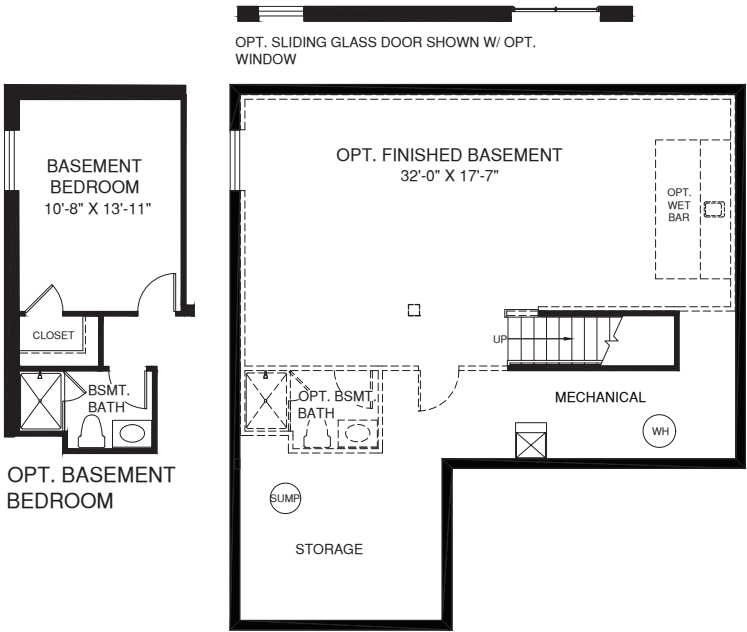 OPT. SLIDING GLASS DOOR SHOWN W/ OPT.
WINDOW
BASEMENT
BEDROOM
10'-8" X 13'-11"
CLOSET
BSMT.
BATH
OPT. BASEMENT
BEDROOM
OPT. FINISHED BASEMENT
32'-0" X 17'-7"
OPT.
WET
BAR
UP
OPT. BSMT.
BATH
MECHANICAL
WH
SUMP
STORAGE